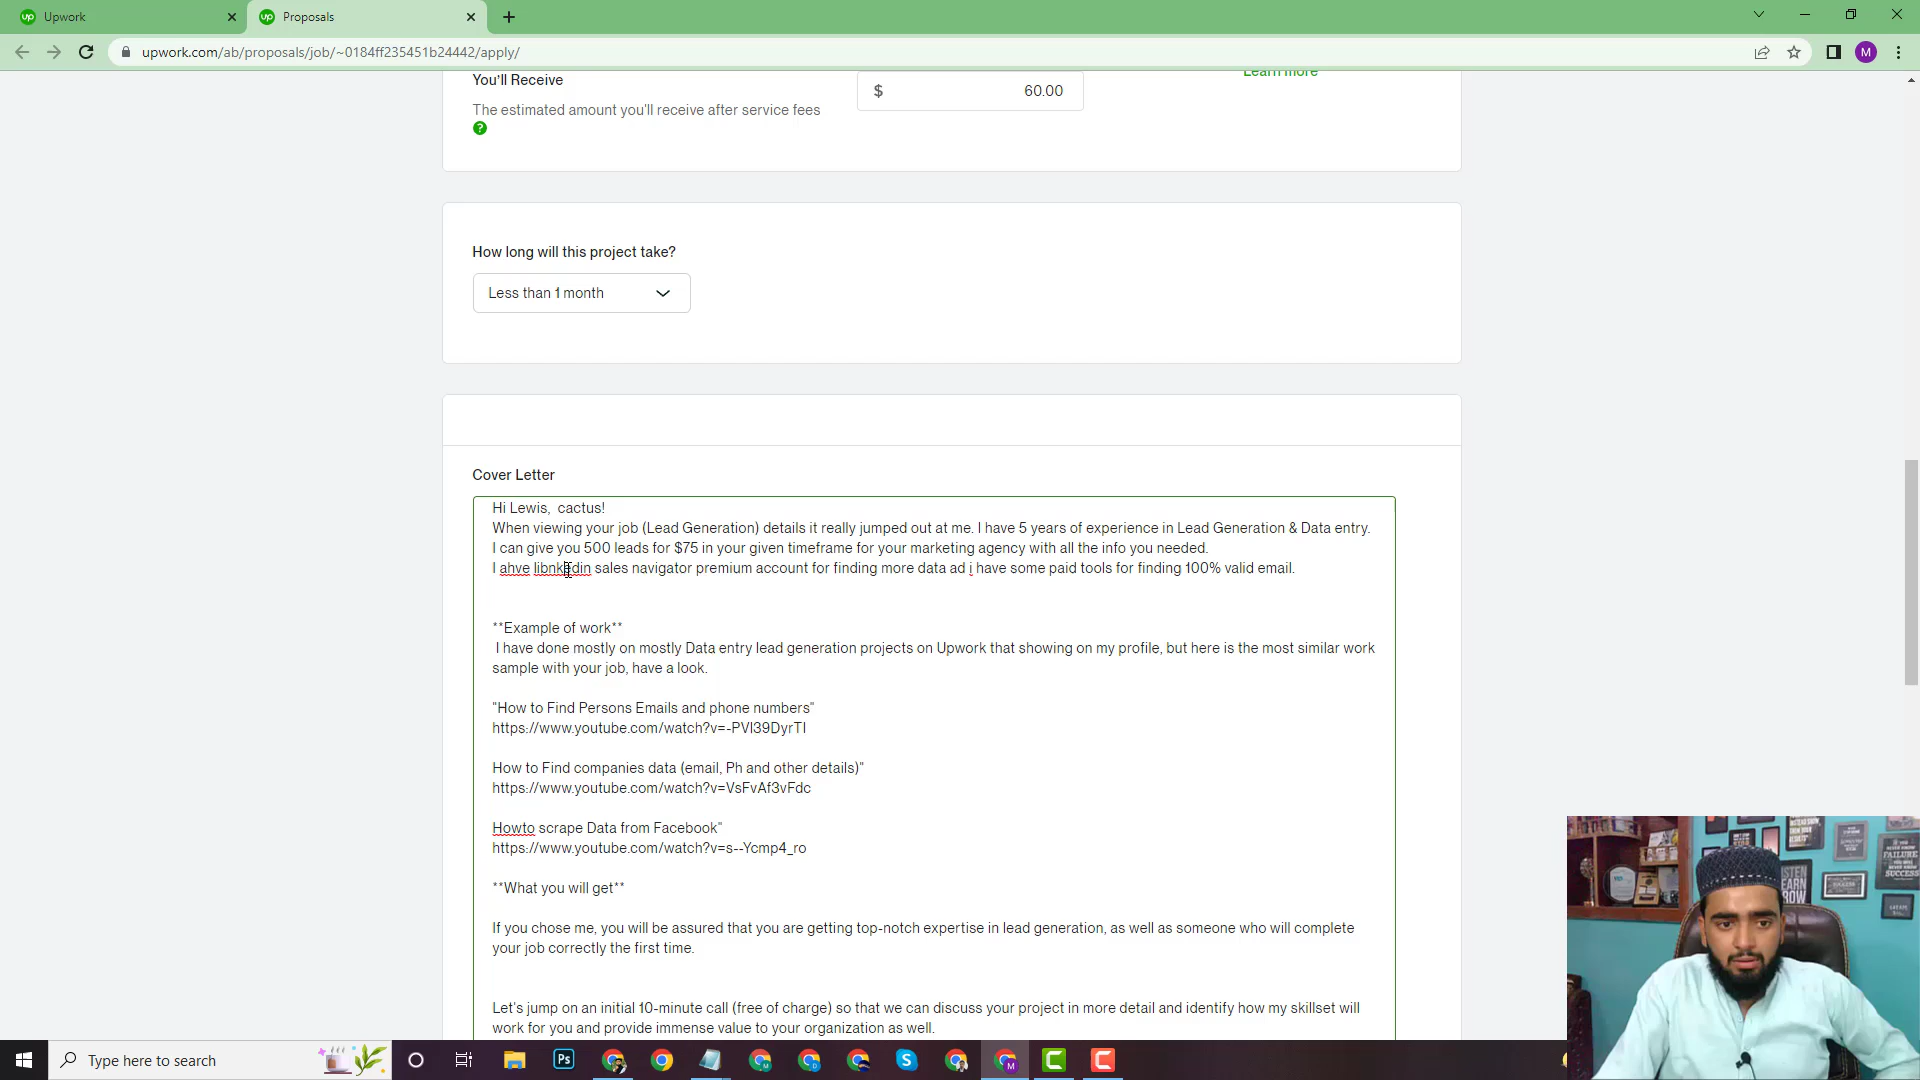 Upwork
Proposals
upwork.com/ab/proposals/job/~0184ff235451b24442/apply/
M
You'll Receive
The estimated amount you'll receive after service fees
?
$ 60.00
Learn more
How long will this project take?
Less than 1 month
Cover Letter
Hi Lewis,  cactus!
When viewing your job (Lead Generation) details it really jumped out at me. I have 5 years of experience in Lead Generation & Data entry.
I can give you 500 leads for $75 in your given timeframe for your marketing agency with all the info you needed.
I ahve libnkedin sales navigator premium account for finding more data ad i have some paid tools for finding 100% valid email.
**Example of work**
I have done mostly on mostly Data entry lead generation projects on Upwork that showing on my profile, but here is the most similar work
sample with your job, have a look.
"How to Find Persons Emails and phone numbers"
https://www.youtube.com/watch?v=-PVI39DyrTI
How to Find companies data (email, Ph and other details)"
https://www.youtube.com/watch?v=VsFvAf3vFdc
Howto scrape Data from Facebook"
https://www.youtube.com/watch?v=s--Ycmp4_ro
**What you will get**
If you chose me, you will be assured that you are getting top-notch expertise in lead generation, as well as someone who will complete
your job correctly the first time.
Let's jump on an initial 10-minute call (free of charge) so that we can discuss your project in more detail and identify how my skillset will
work for you and provide immense value to your organization as well.
Type here to search